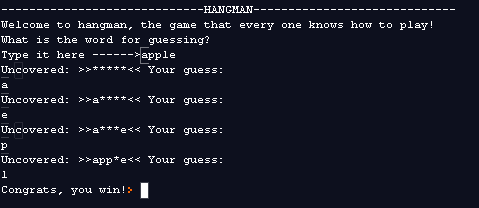 -----------------------------HANGMAN-----------------------------
Welcome to hangman, the game that every one knows how to play!
What is the word for guessing?
Type it here ------>apple
Uncovered: >>*****<< Your guess:
a
Uncovered: >>a****<< Your guess:
e
Uncovered: >>a***e<< Your guess:
p
Uncovered: >>app*e<< Your guess:
l
Congrats, you win!>